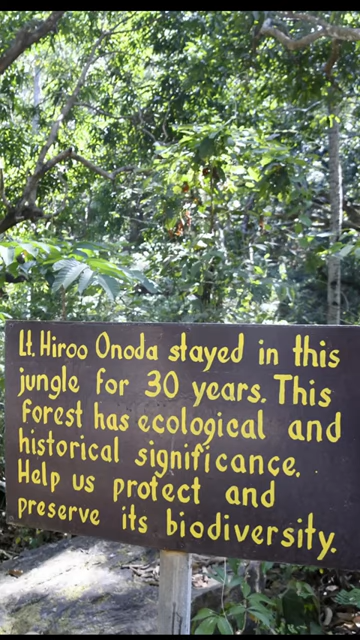 Lt. Hiroo Onoda stayed in this
jungle for 30 years. This
forest has ecological and
historical significance.
Help us protect and
preserve its biodiversity.